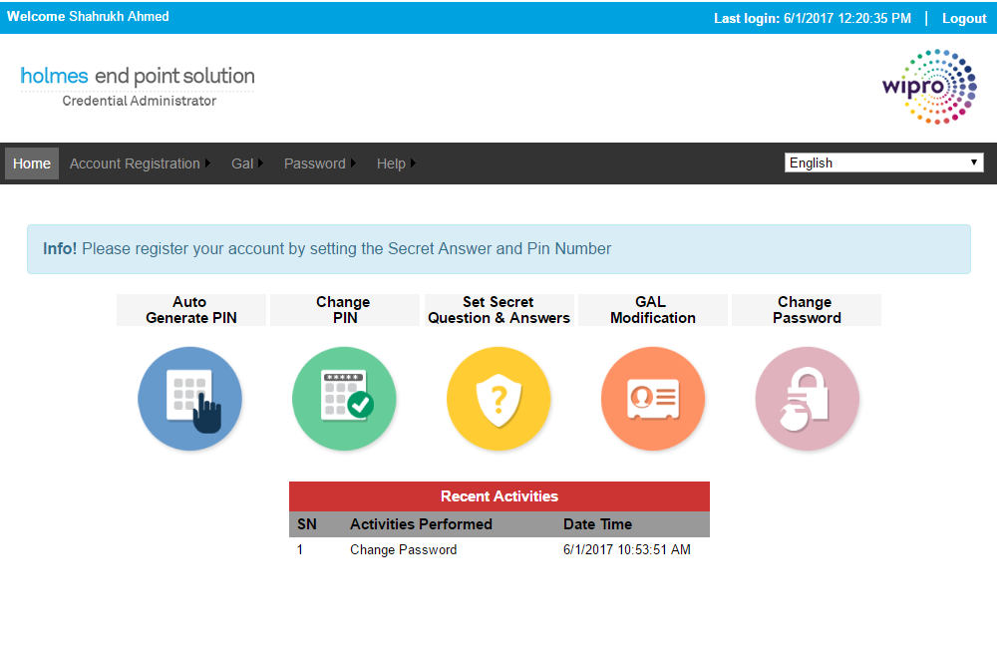 Welcome Shahrukh Ahmed
Last login: 6/1/2017 12:20:35 PM | Logout
holmes end point solution
Credential Administrator
wipro
Home Account Registration Gal Password Help English
Info! Please register your account by setting the Secret Answer and Pin Number
Auto
Generate PIN
Change
PIN
Set Secret
Question & Answers
GAL
Modification
Change
Password
*****
?
Recent Activities
SN Activities Performed Date Time
1 Change Password 6/1/2017 10:53:51 AM